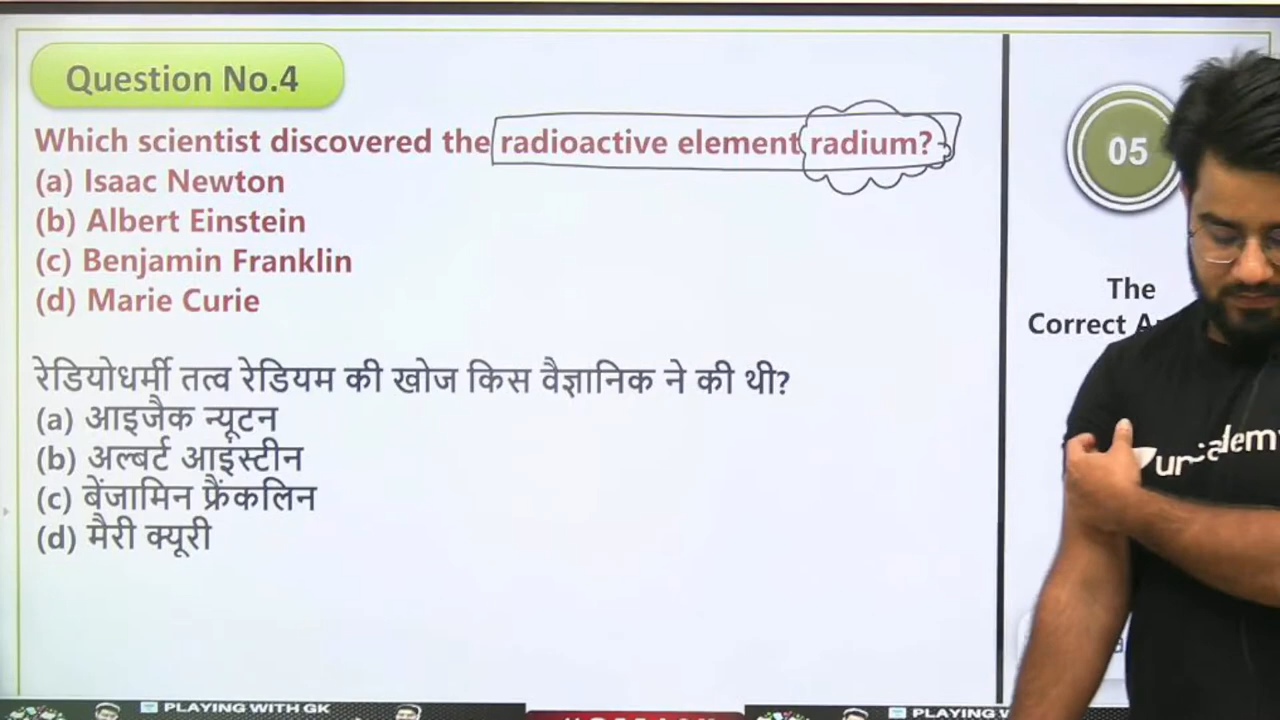 Question No.4
Which scientist discovered the radioactive element radium?
(a) Isaac Newton
(b) Albert Einstein
(c) Benjamin Franklin
(d) Marie Curie
रेडियोधर्मी तत्व रेडियम की खोज किस वैज्ञानिक ने की थी?
(a) आइजैक न्यूटन
(b) अल्बर्ट आइंस्टीन
(c) बेंजामिन फ्रैंकलिन
(d) मैरी क्यूरी
05
The
Correct
PLAYING WITH GK
PLAYING